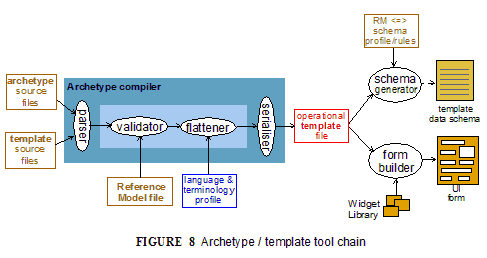 RM <=>
schema
profile/rules
archetype
source
files
Archetype compiler
parser
validator
flattener
serialiser
operational
template
file
schema
generator
template
data schema
template
source
files
Reference
Model file
language &
terminology
profile
form
builder
Widget
Library
UI
form
FIGURE 8 Archetype / template tool chain